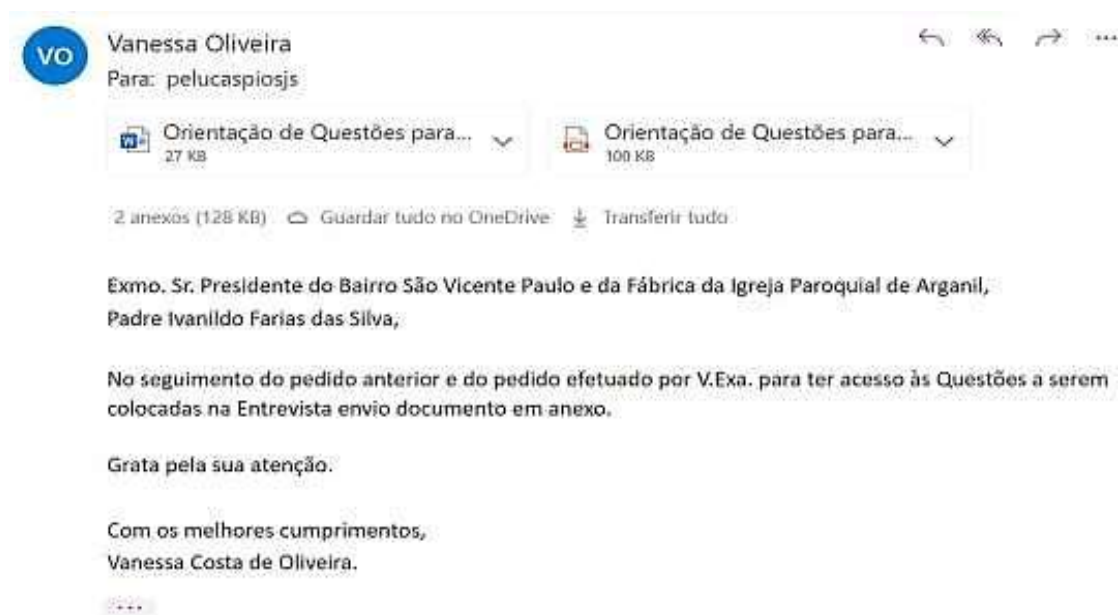 VO
Vanessa Oliveira
Para: pelucaspiosjs
Orientação de Questões para...
27 KB
Orientação de Questões para...
100 KB
2 anexos (128 KB) Guardar tudo no OneDrive Transferir tudo
Exmo. Sr. Presidente do Bairro São Vicente Paulo e da Fábrica da Igreja Paroquial de Arganil,
Padre Ivanildo Farias das Silva,
No seguimento do pedido anterior e do pedido efetuado por V.Exa. para ter acesso às Questões a serem
colocadas na Entrevista envio documento em anexo.
Grata pela sua atenção.
Com os melhores cumprimentos,
Vanessa Costa de Oliveira.